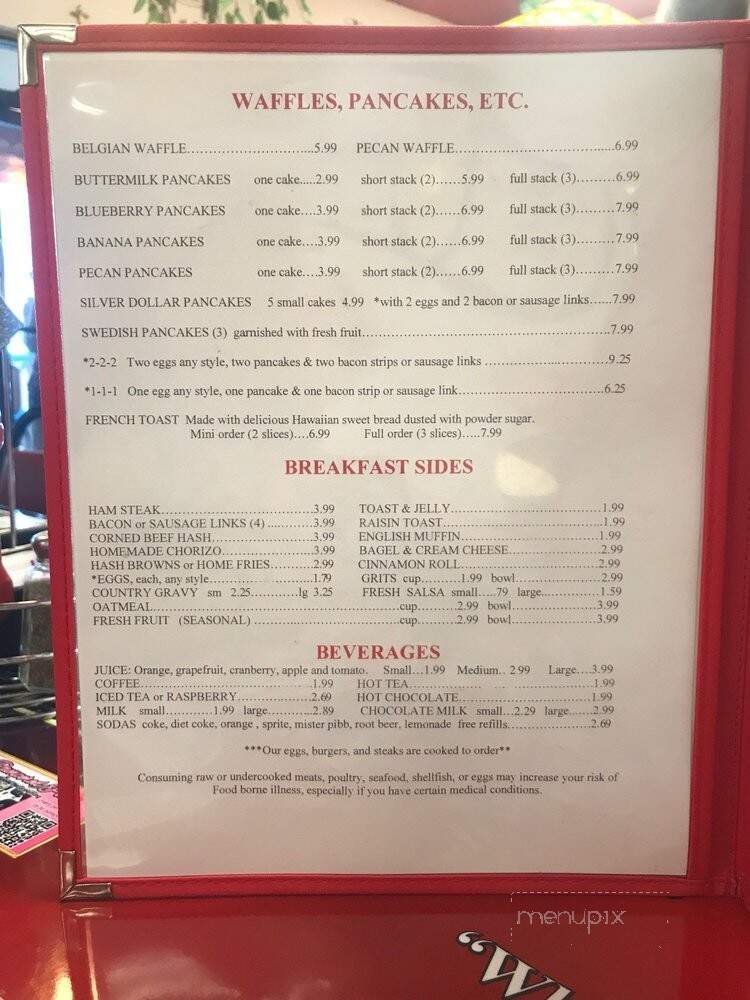 WAFFLES, PANCAKES, ETC.
BELGIAN WAFFLE..............................5.99 PECAN WAFFLE......................................6.99
BUTTERMILK PANCAKES one cake.....2.99 short stack (2)......5.99 full stack (3).........6.99
BLUEBERRY PANCAKES one cake....3.99 short stack (2)......6.99 full stack (3).........7.99
BANANA PANCAKES one cake....3.99 short stack (2)......6.99 full stack (3).........7.99
PECAN PANCAKES one cake....3.99 short stack (2)......6.99 full stack (3).........7.99
SILVER DOLLAR PANCAKES 5 small cakes 4.99 *with 2 eggs and 2 bacon or sausage links......7.99
SWEDISH PANCAKES (3) garnished with fresh fruit..............................................................7.99
*2-2-2 Two eggs any style, two pancakes & two bacon strips or sausage links ...............................9.25
*1-1-1 One egg any style, one pancake & one bacon strip or sausage link....................................6.25
FRENCH TOAST Made with delicious Hawaiian sweet bread dusted with powder sugar.
Mini order (2 slices)....6.99 Full order (3 slices).....7.99
BREAKFAST SIDES
HAM STEAK......................................3.99 TOAST & JELLY......................................1.99
BACON or SAUSAGE LINKS (4) ............3.99 RAISIN TOAST........................................1.99
CORNED BEEF HASH..........................3.99 ENGLISH MUFFIN...................................1.99
HOMEMADE CHORIZO.......................3.99 BAGEL & CREAM CHEESE.......................2.99
HASH BROWNS or HOME FRIES..........2.99 CINNAMON ROLL...................................2.99
*EGGS, each, any style..........................1.79 GRITS cup..........1.99 bowl......................2.99
COUNTRY GRAVY sm 2.25............lg 3.25 FRESH SALSA small.....79 large..............1.59
OATMEAL..............................................................cup..........2.99 bowl......................3.99
FRESH FRUIT (SEASONAL) .....................................cup..........2.99 bowl......................3.99
BEVERAGES
JUICE: Orange, grapefruit, cranberry, apple and tomato. Small...1.99 Medium.. 2.99 Large....3.99
COFFEE...........................................1.99 HOT TEA.............................................1.99
ICED TEA or RASPBERRY..................2.69 HOT CHOCOLATE.................................1.99
MILK small............1.99 large...........2.89 CHOCOLATE MILK small...2.29 large.......2.99
SODAS coke, diet coke, orange , sprite, mister pibb, root beer, lemonade free refills...........................2.69
***Our eggs, burgers, and steaks are cooked to order**
Consuming raw or undercooked meats, poultry, seafood, shellfish, or eggs may increase your risk of
Food borne illness, especially if you have certain medical conditions.
menupix